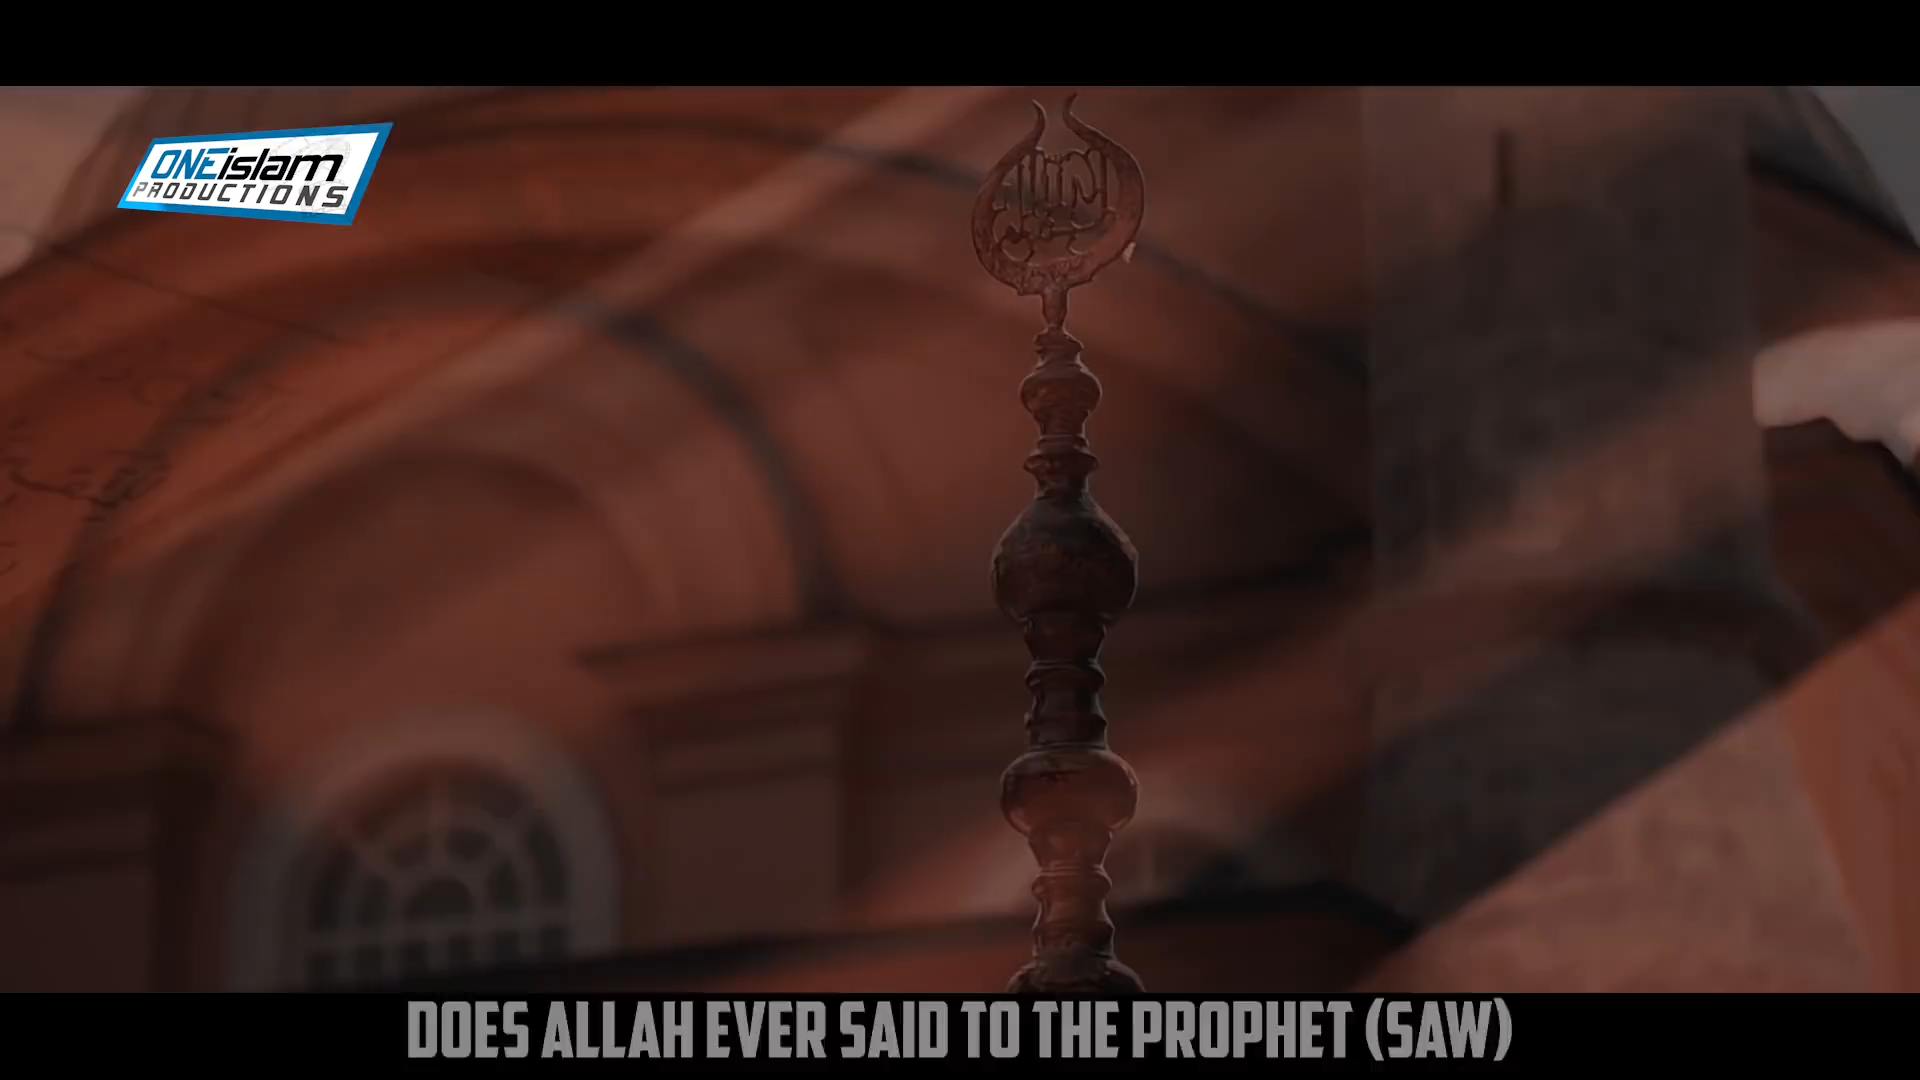 ONEislam
PRODUCTIONS
DOES ALLAH EVER SAID TO THE PROPHET (SAW)